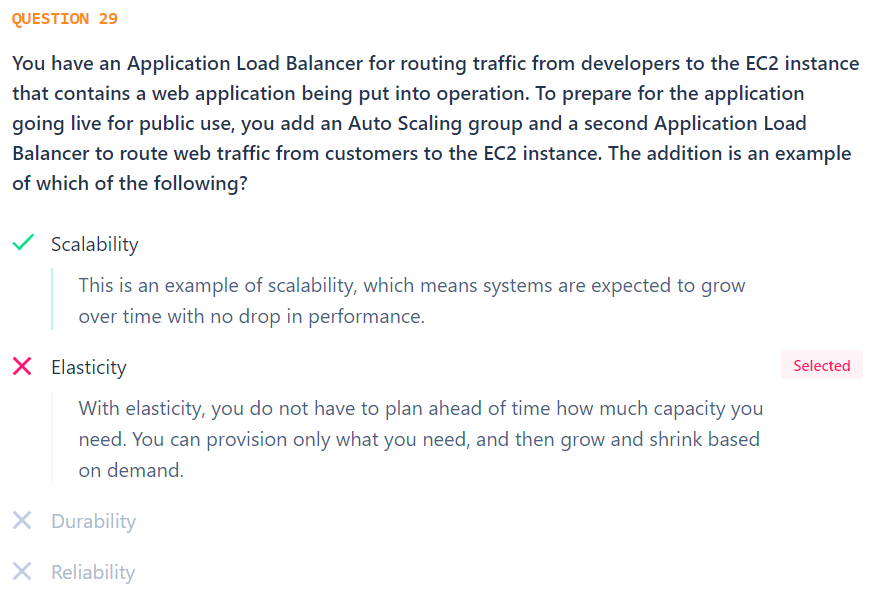 QUESTION 29
You have an Application Load Balancer for routing traffic from developers to the EC2 instance
that contains a web application being put into operation. To prepare for the application
going live for public use, you add an Auto Scaling group and a second Application Load
Balancer to route web traffic from customers to the EC2 instance. The addition is an example
of which of the following?
Scalability
This is an example of scalability, which means systems are expected to grow
over time with no drop in performance.
Elasticity
Selected
With elasticity, you do not have to plan ahead of time how much capacity you
need. You can provision only what you need, and then grow and shrink based
on demand.
Durability
Reliability